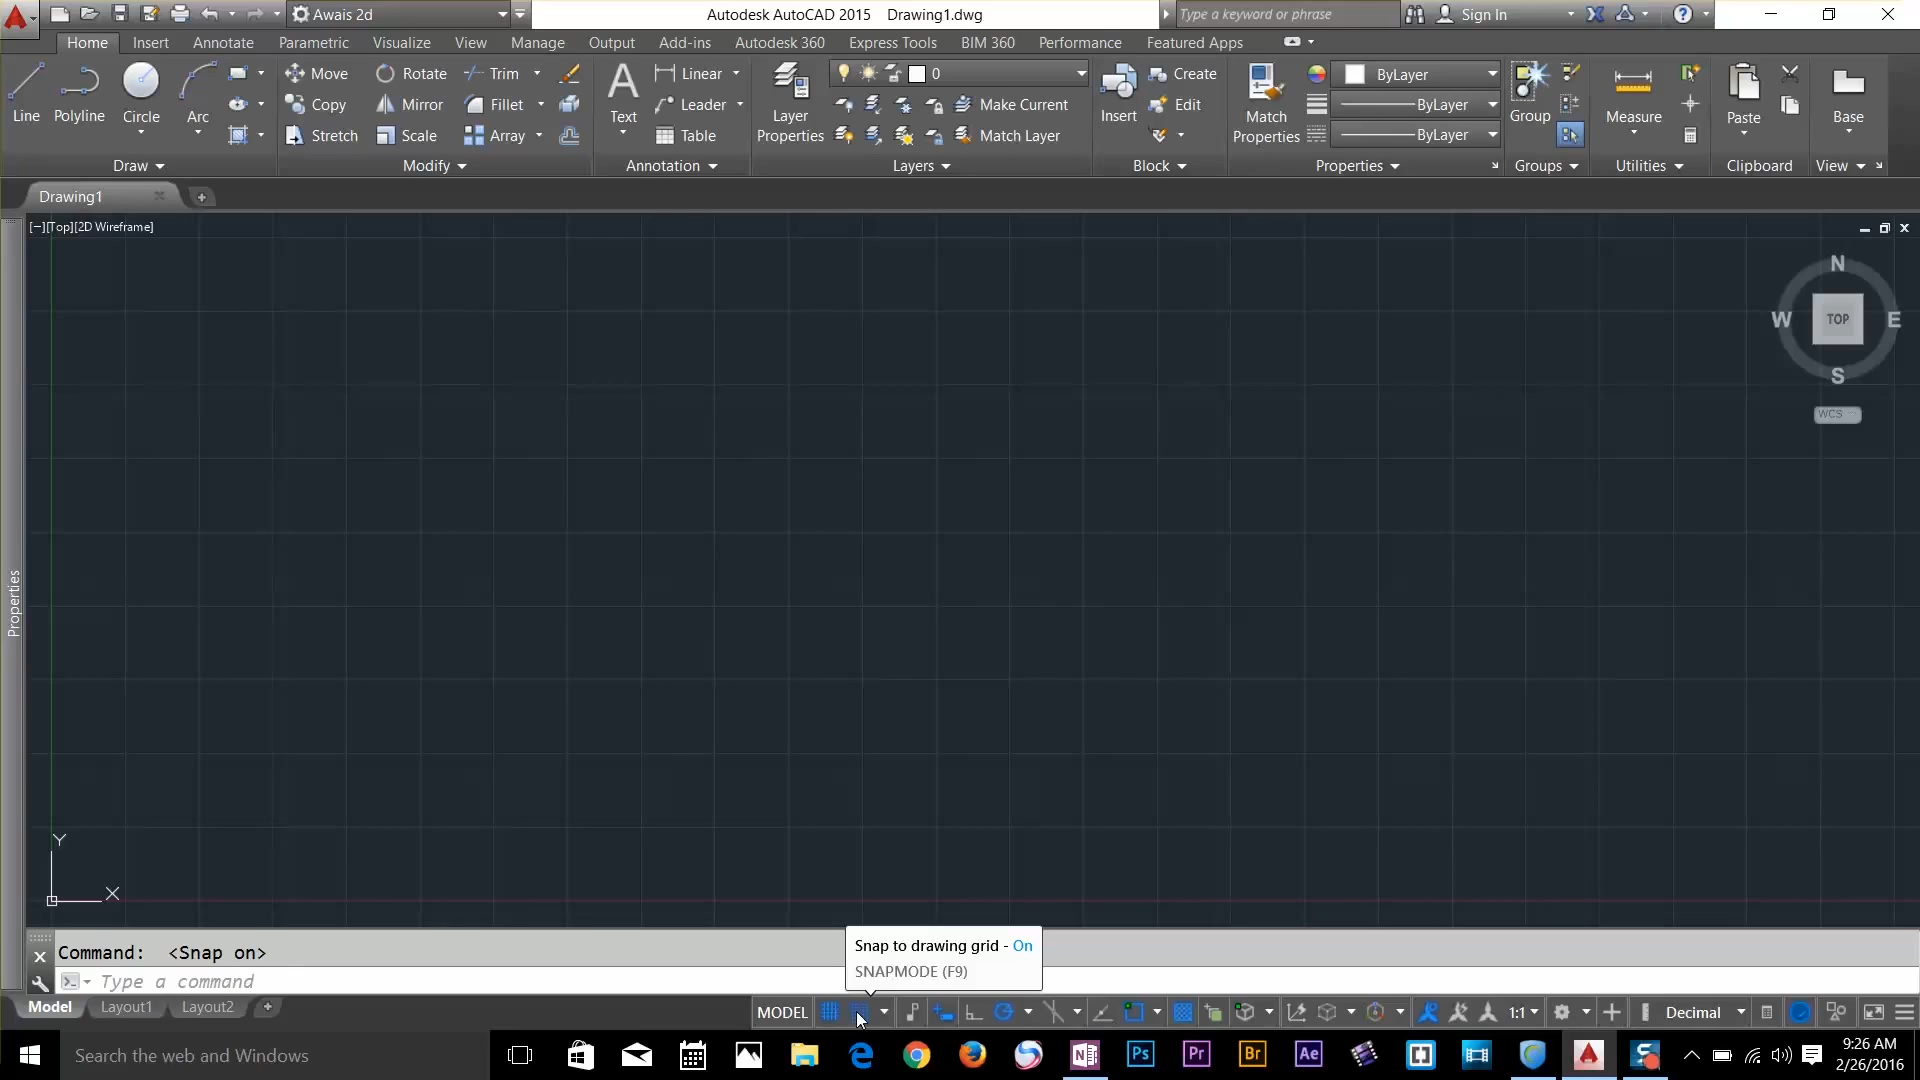 Awais 2d
Autodesk AutoCAD 2015 Drawing1.dwg
Type a keyword or phrase
Sign In
Home Insert Annotate Parametric Visualize View Manage Output Add-ins Autodesk 360 Express Tools BIM 360 Performance Featured Apps
Line
Polyline
Circle
Arc
Draw
Move Rotate Trim
Copy Mirror Fillet
Stretch Scale Array
Modify
Text
Linear
Leader
Table
Annotation
Layer
Properties
0
Make Current
Match Layer
Layers
Insert
Create
Edit
Block
Match
Properties
ByLayer
ByLayer
ByLayer
Properties
Group
Groups
Measure
Utilities
Paste
Clipboard
Base
View
Drawing1
[−][Top][2D Wireframe]
N
W TOP E
S
WCS
Properties
Y
X
Command: <Snap on>
Type a command
Snap to drawing grid - On
SNAPMODE (F9)
Model Layout1 Layout2
MODEL 1:1 Decimal
Search the web and Windows
N Ps Pr Br Ae
9:26 AM
2/26/2016